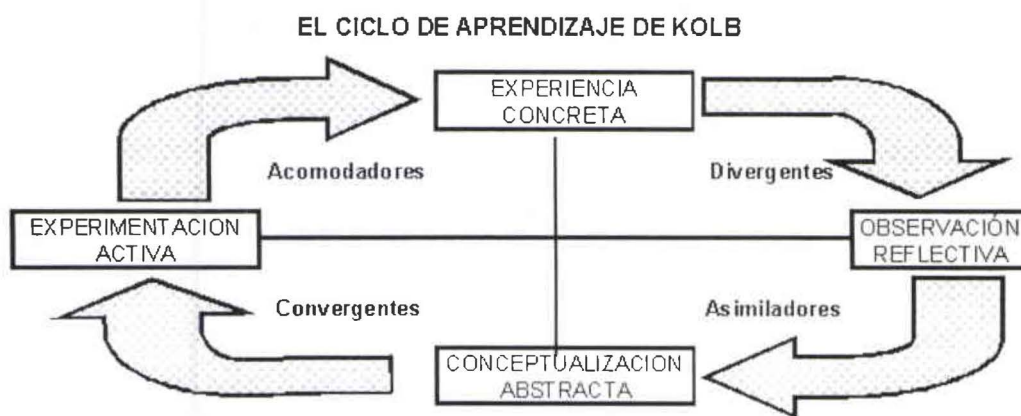 EL CICLO DE APRENDIZAJE DE KOLB
EXPERIENCIA
CONCRETA
Acomodadores
Divergentes
EXPERIMENTACION
ACTIVA
OBSERVACIÓN
REFLECTIVA
Convergentes
Asimiladores
CONCEPTUALIZACION
ABSTRACTA